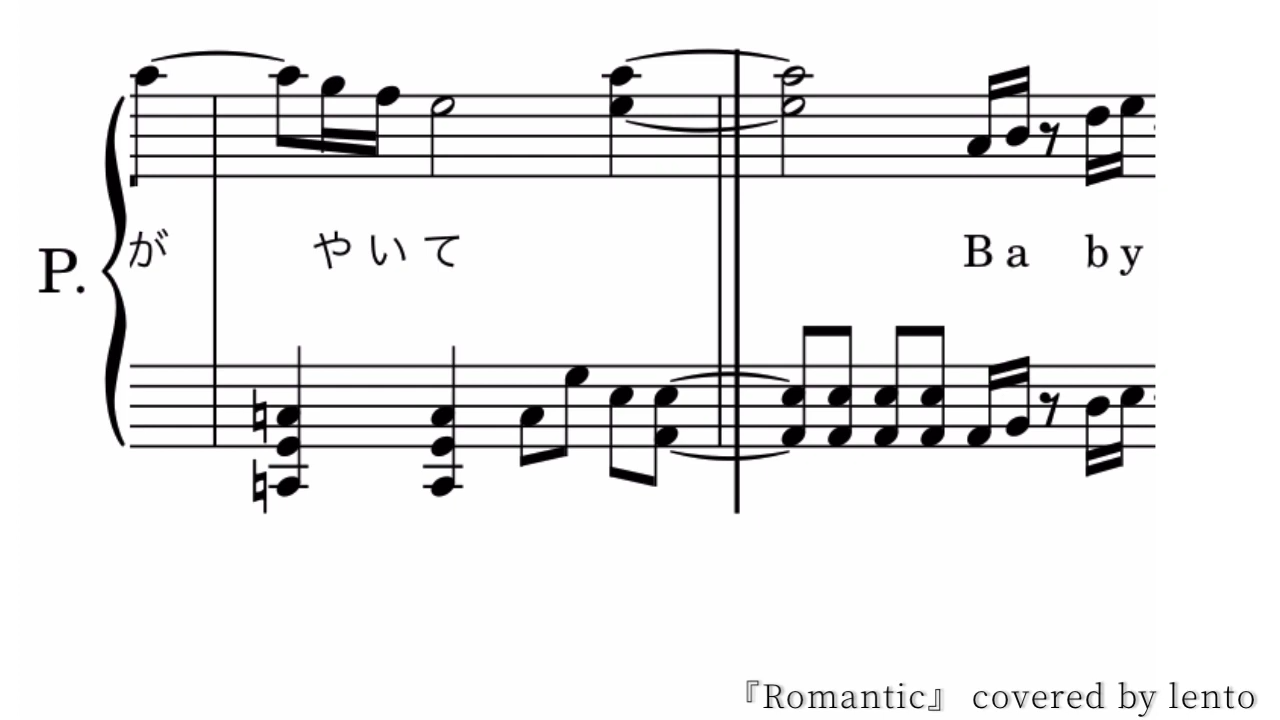 P.
が やいて Ba by
『Romantic』 covered by lento